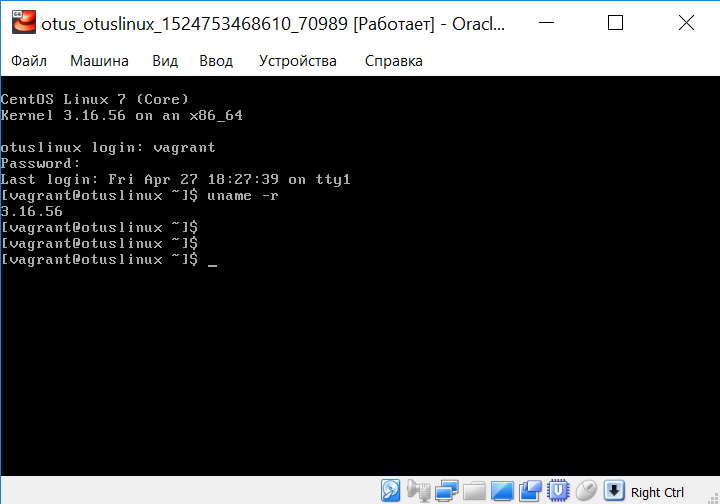 otus_otuslinux_1524753468610_70989 [Работает] - Oracl...
Файл Машина Вид Ввод Устройства Справка
CentOS Linux 7 (Core)
Kernel 3.16.56 on an x86_64
otuslinux login: vagrant
Password:
Last login: Fri Apr 27 18:27:39 on tty1
[vagrant@otuslinux ~]$ uname -r
3.16.56
[vagrant@otuslinux ~]$
[vagrant@otuslinux ~]$
[vagrant@otuslinux ~]$ _
Right Ctrl